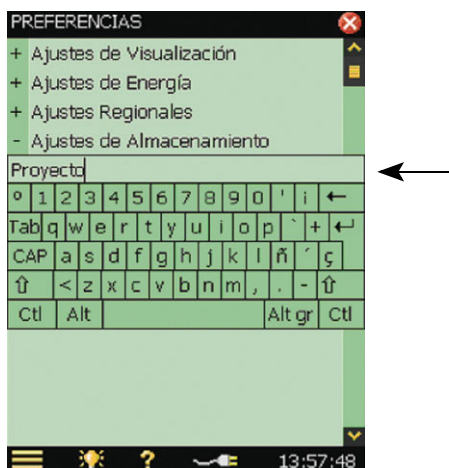 PREFERENCIAS
+ Ajustes de Visualización
+ Ajustes de Energía
+ Ajustes Regionales
- Ajustes de Almacenamiento
Proyecto
º 1 2 3 4 5 6 7 8 9 0 ' ¡ ←
Tab q w e r t y u i o p ` + ↵
CAP a s d f g h j k l ñ ´ ç
⇧ < z x c v b n m , . - ⇧
Ctl Alt Alt gr Ctl
? 13:57:48